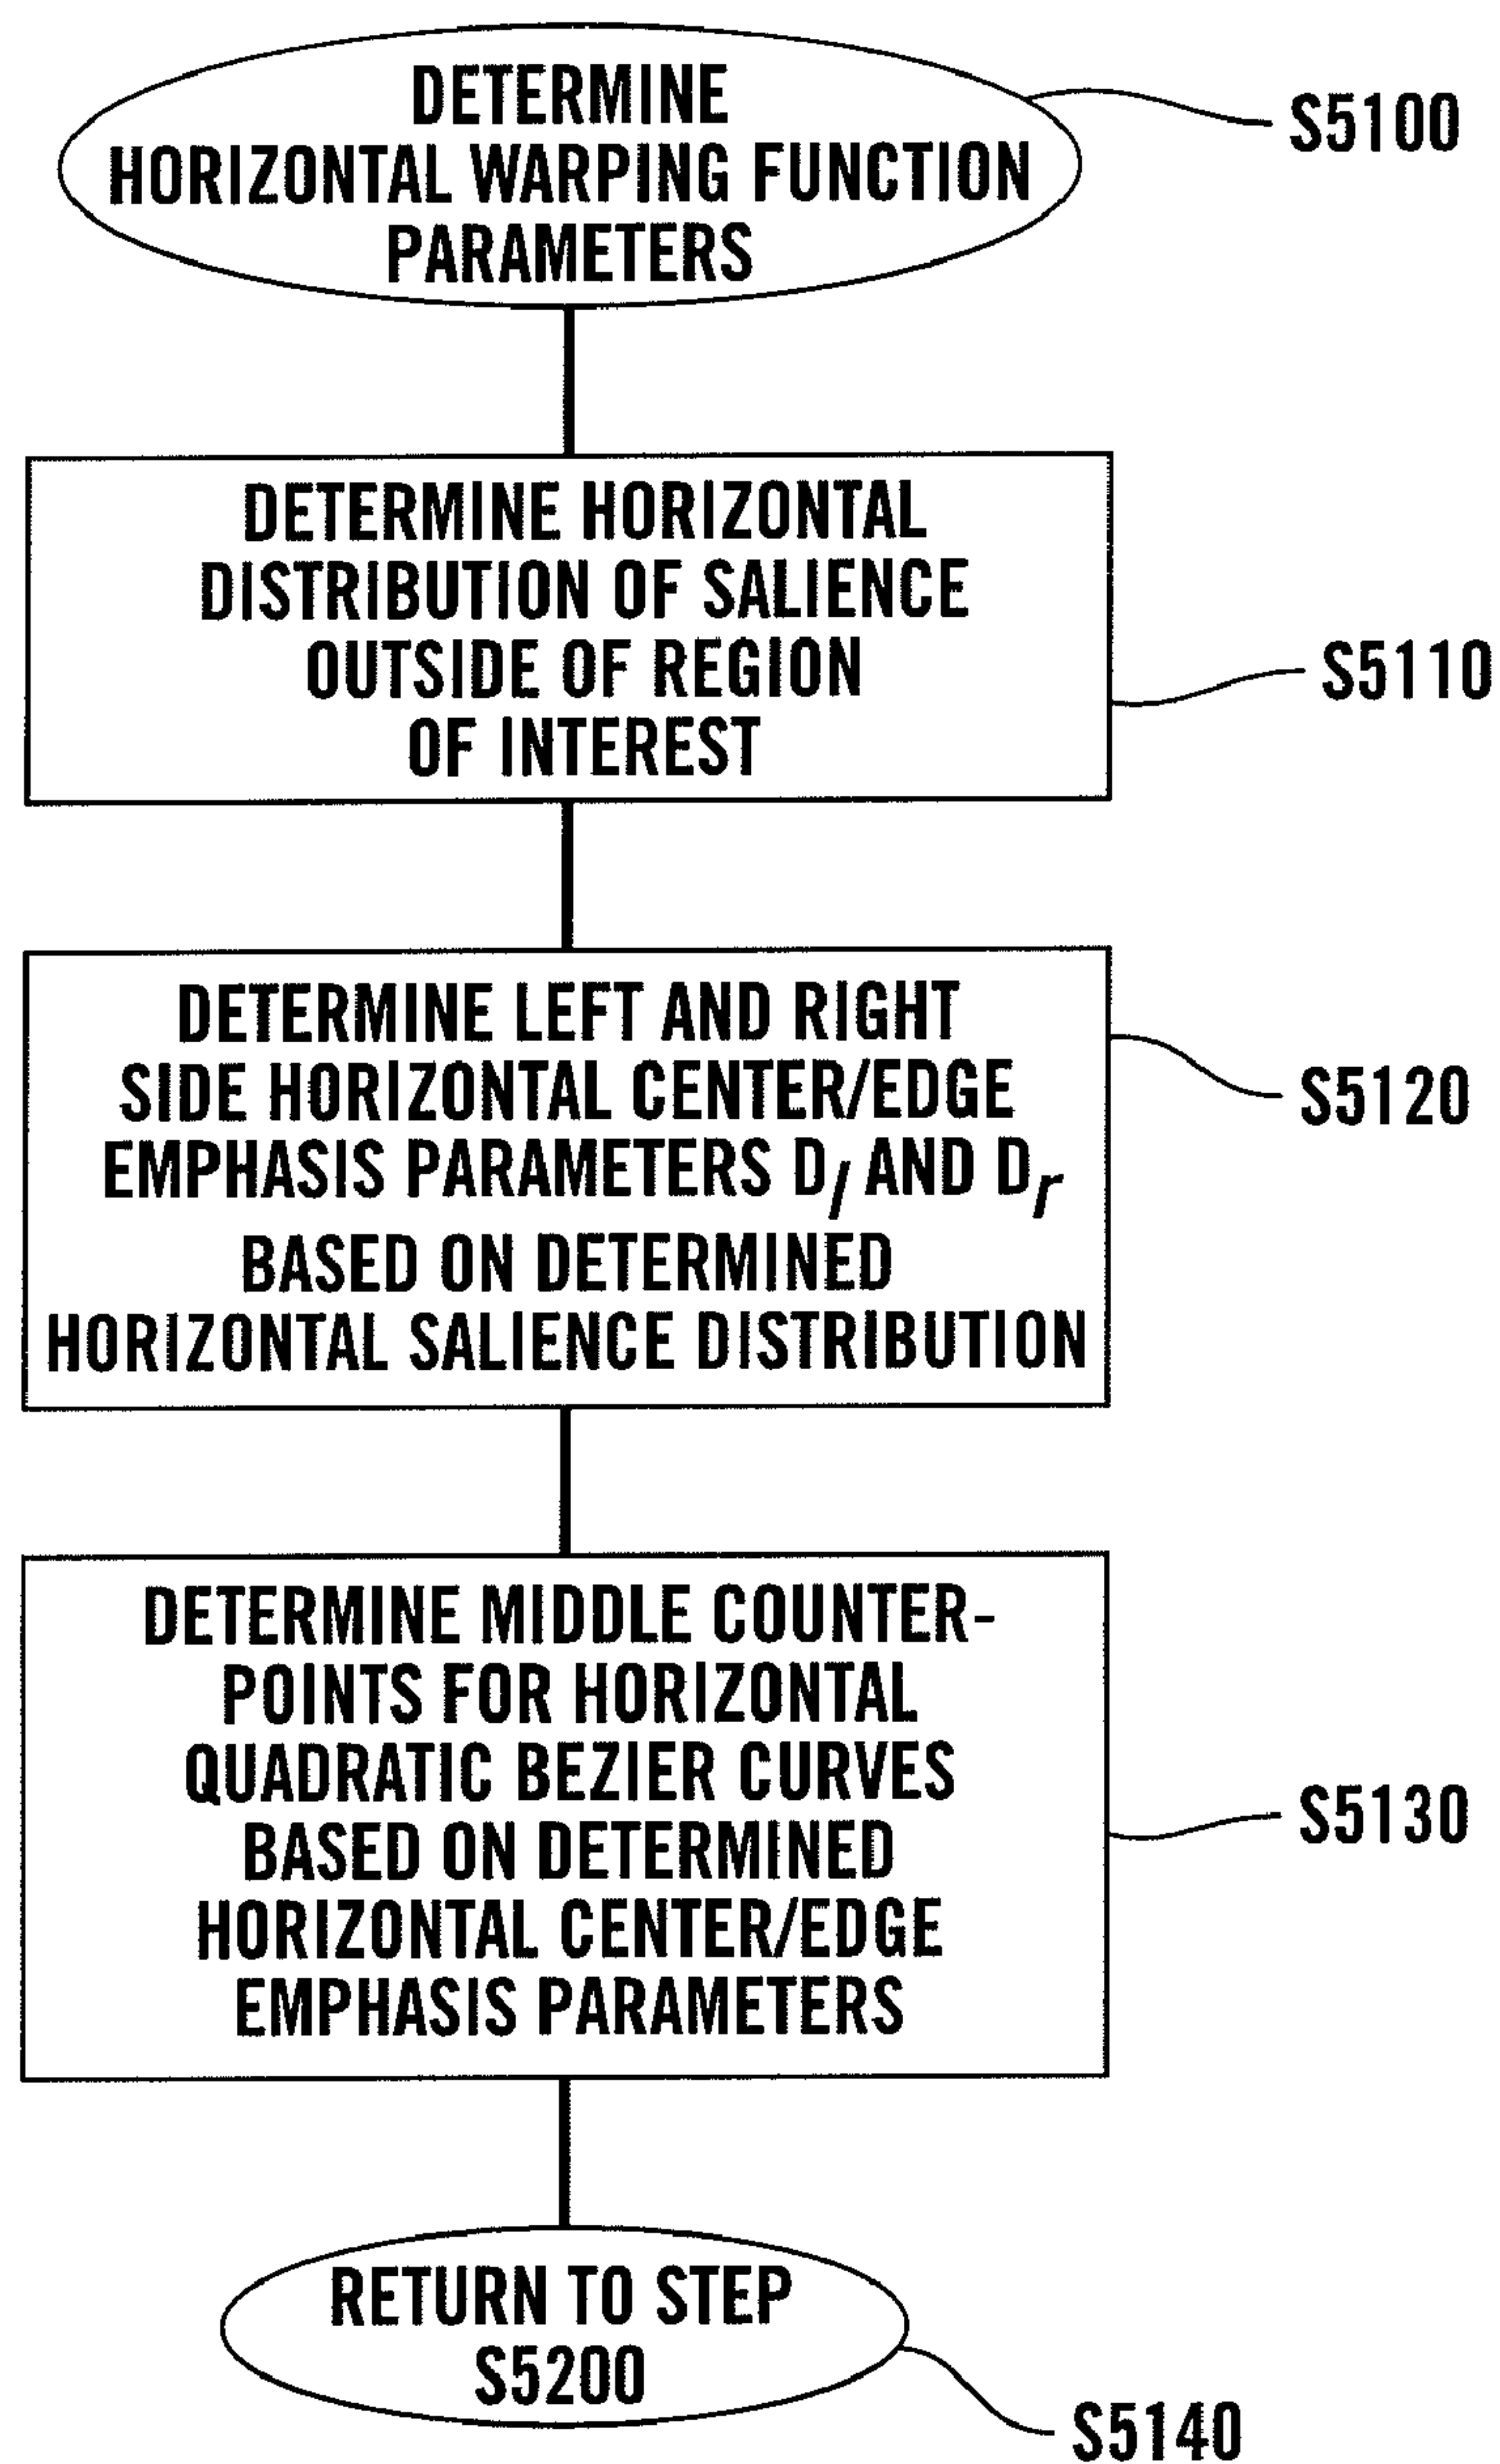 DETERMINE
HORIZONTAL WARPING FUNCTION
PARAMETERS
S5100
DETERMINE HORIZONTAL
DISTRIBUTION OF SALIENCE
OUTSIDE OF REGION
OF INTEREST
S5110
DETERMINE LEFT AND RIGHT
SIDE HORIZONTAL CENTER/EDGE
EMPHASIS PARAMETERS Dl AND Dr
BASED ON DETERMINED
HORIZONTAL SALIENCE DISTRIBUTION
S5120
DETERMINE MIDDLE COUNTER-
POINTS FOR HORIZONTAL
QUADRATIC BEZIER CURVES
BASED ON DETERMINED
HORIZONTAL CENTER/EDGE
EMPHASIS PARAMETERS
S5130
RETURN TO STEP
S5200
S5140